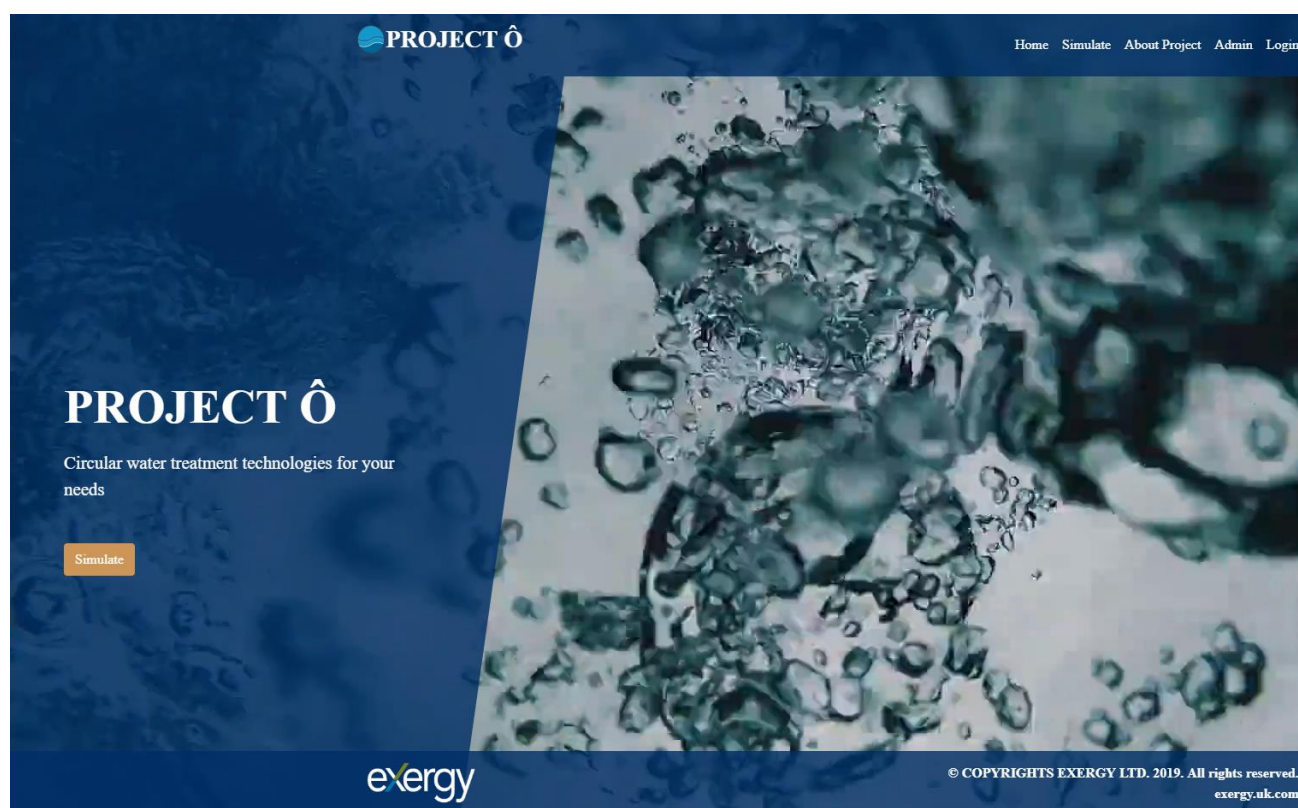 PROJECT Ô
Home Simulate About Project Admin Login
PROJECT Ô
Circular water treatment technologies for your
needs
Simulate
exergy
© COPYRIGHTS EXERGY LTD. 2019. All rights reserved.
exergy.uk.com